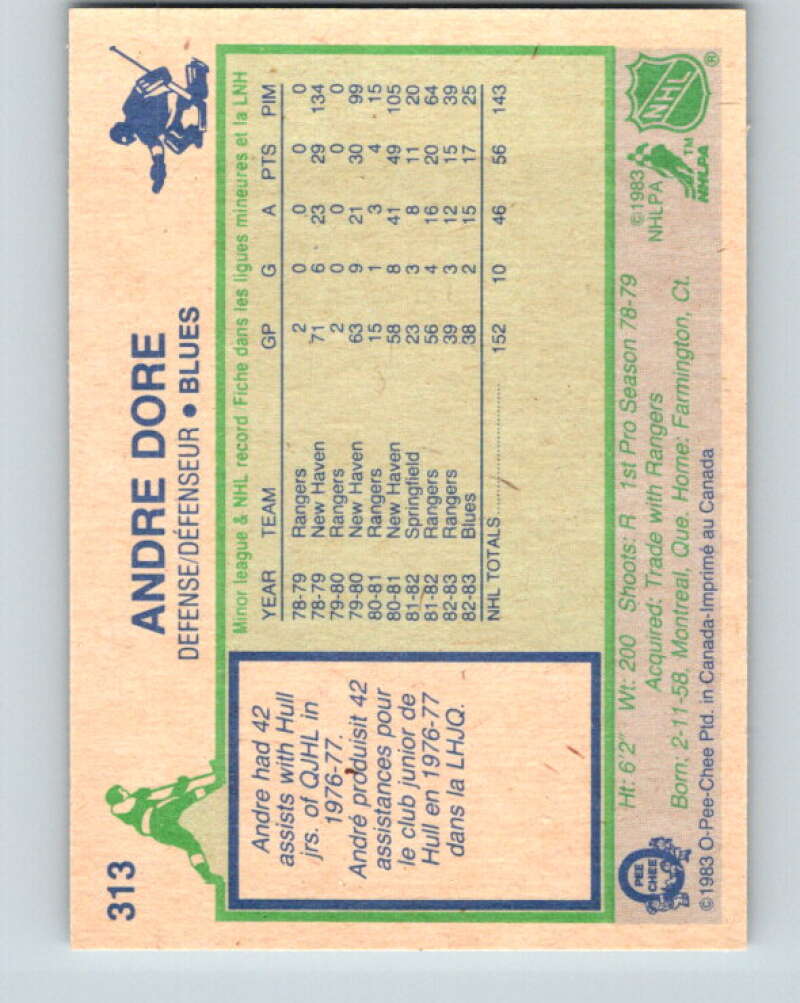 313
ANDRE DORE
DEFENSE/DÉFENSEUR • BLUES
Andre had 42
assists with Hull
jrs. of QJHL in
1976-77.
André produisit 42
assistances pour
le club junior de
Hull en 1976-77
dans la LHJQ.
Minor league & NHL record Fiche dans les ligues mineures et la LNH
YEAR TEAM GP G A PTS PIM
78-79 Rangers 2 0 0 0 0
78-79 New Haven 71 6 23 29 134
79-80 Rangers 2 0 0 0 0
79-80 New Haven 63 9 21 30 99
80-81 Rangers 15 1 3 4 15
80-81 New Haven 58 8 41 49 105
81-82 Springfield 23 3 8 11 20
81-82 Rangers 56 4 16 20 64
82-83 Rangers 39 3 12 15 39
82-83 Blues 38 2 15 17 25
NHL TOTALS 152 10 46 56 143
Ht: 6'2" Wt: 200 Shoots: R 1st Pro Season 78-79
Acquired: Trade with Rangers
Born: 2-11-58, Montreal, Que. Home: Farmington, Ct.
©1983
NHLPA
NHLPA
TM
NHL
®
O
PEE
CHEE
©1983 O-Pee-Chee Ptd. in Canada-Imprimé au Canada